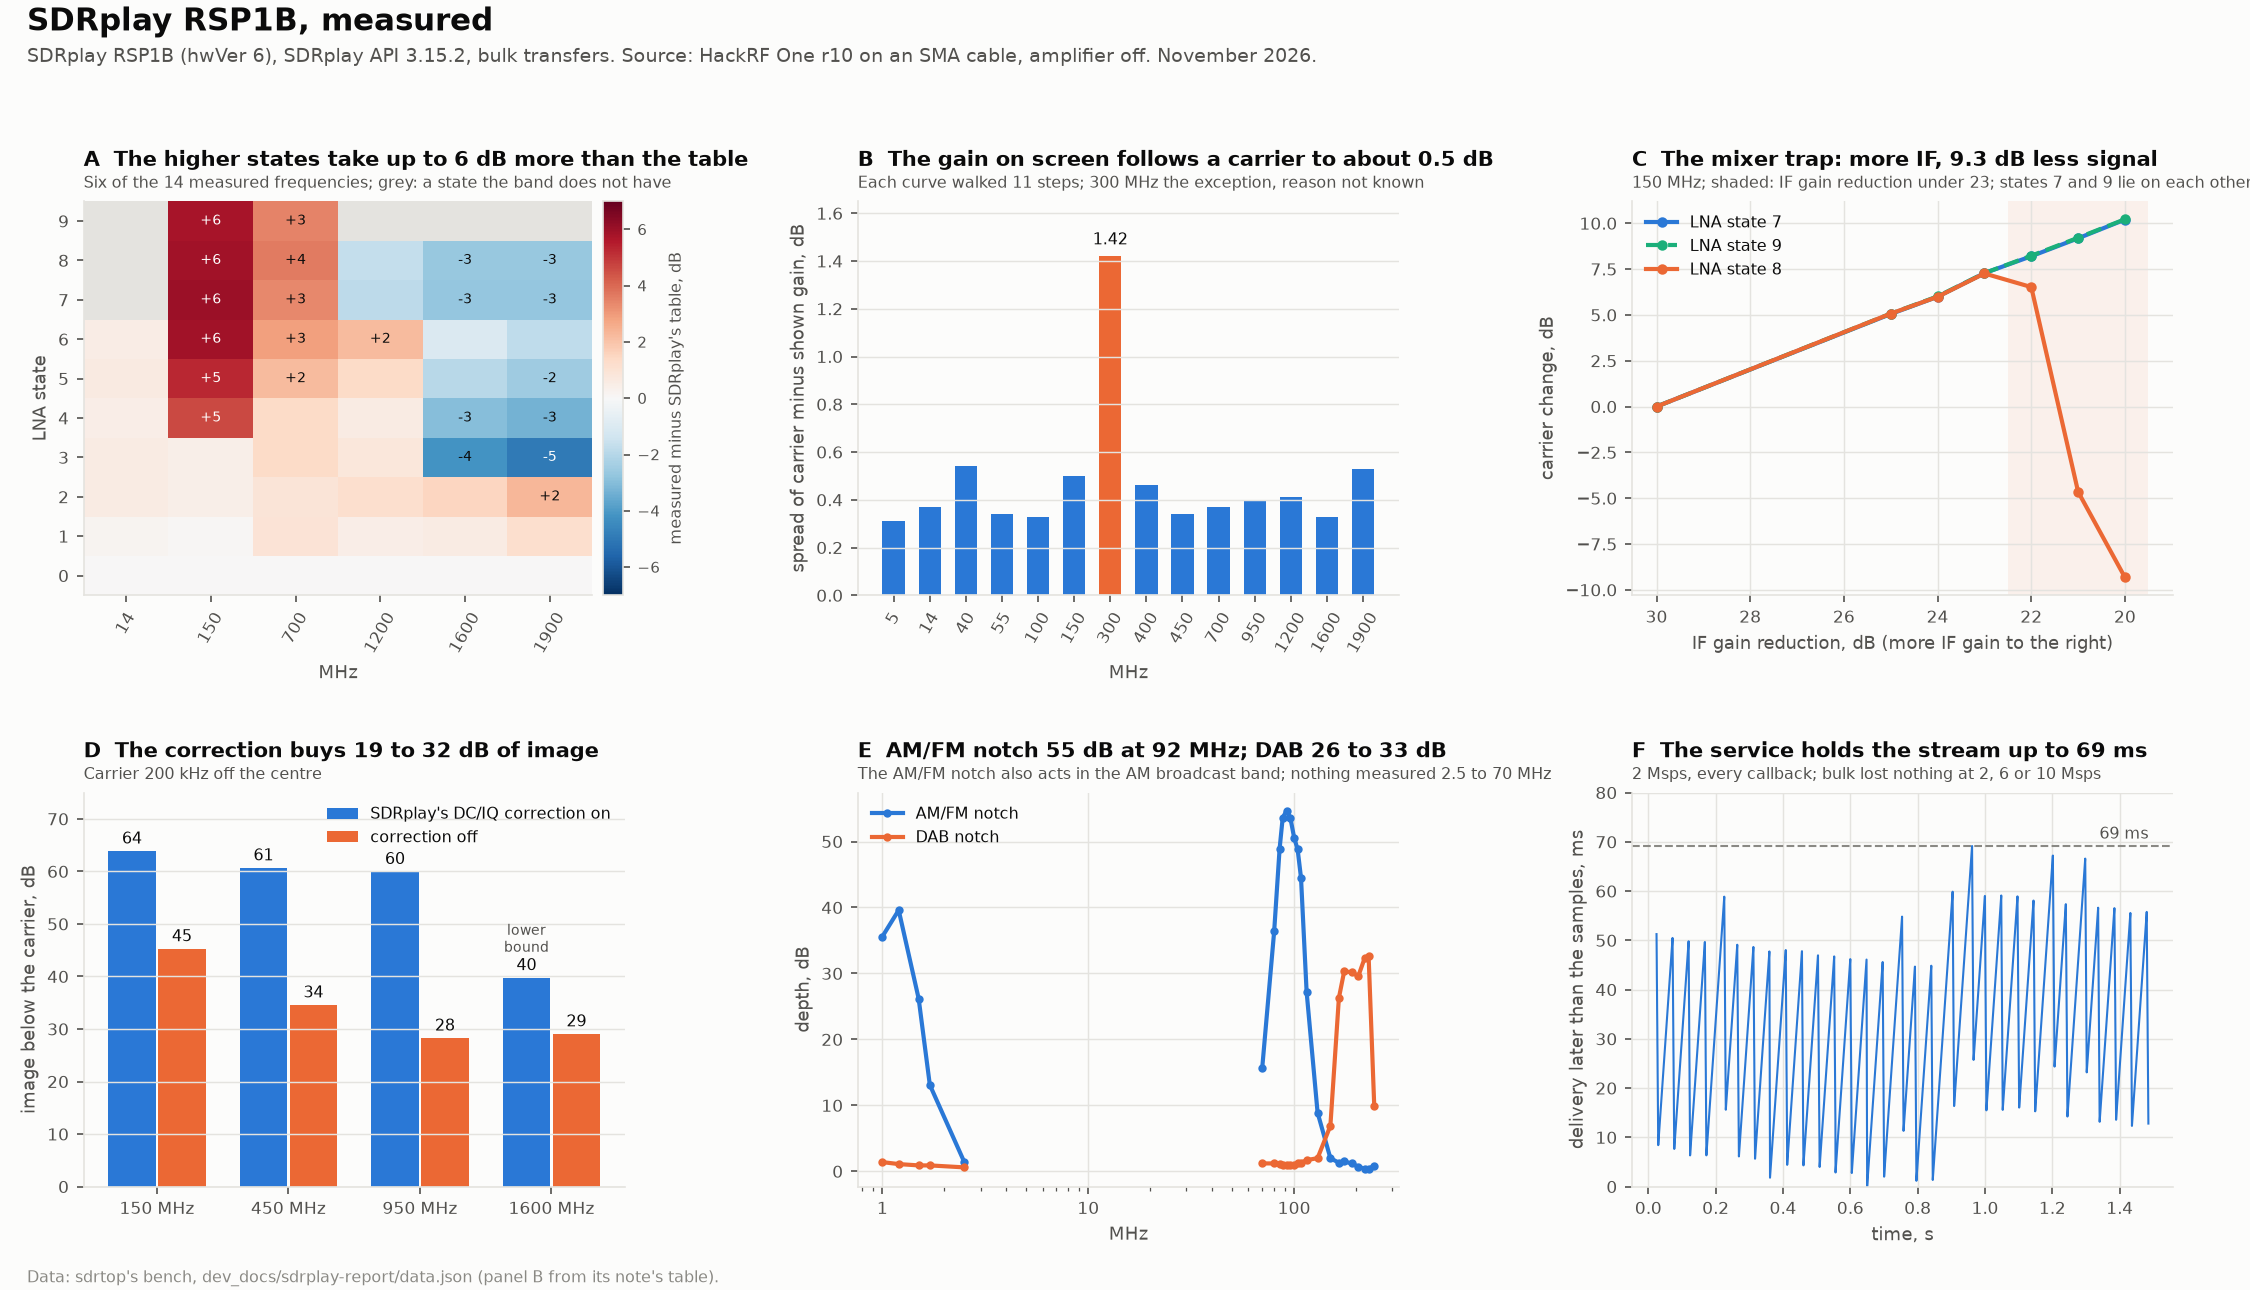 SDRplay RSP1B, measured
SDRplay RSP1B (hwVer 6), SDRplay API 3.15.2, bulk transfers. Source: HackRF One r10 on an SMA cable, amplifier off. November 2026.
A  The higher states take up to 6 dB more than the table
Six of the 14 measured frequencies; grey: a state the band does not have
LNA state
9
8
7
6
5
4
3
2
1
0
+6 +3
+6 +4 -3 -3
+6 +3 -3 -3
+6 +3 +2
+5 +2 -2
+5 -3 -3
-4 -5
+2
14 150 700 1200 1600 1900
MHz
6
4
2
0
−2
−4
−6
measured minus SDRplay's table, dB
B  The gain on screen follows a carrier to about 0.5 dB
Each curve walked 11 steps; 300 MHz the exception, reason not known
spread of carrier minus shown gain, dB
1.6
1.4
1.2
1.0
0.8
0.6
0.4
0.2
0.0
1.42
5 14 40 55 100 150 300 400 450 700 950 1200 1600 1900
MHz
C  The mixer trap: more IF, 9.3 dB less signal
150 MHz; shaded: IF gain reduction under 23; states 7 and 9 lie on each other
LNA state 7
LNA state 9
LNA state 8
carrier change, dB
10.0
7.5
5.0
2.5
0.0
−2.5
−5.0
−7.5
−10.0
30 28 26 24 22 20
IF gain reduction, dB (more IF gain to the right)
D  The correction buys 19 to 32 dB of image
Carrier 200 kHz off the centre
SDRplay's DC/IQ correction on
correction off
image below the carrier, dB
70
60
50
40
30
20
10
0
64 45 61 34 60 28
lower
bound
40 29
150 MHz 450 MHz 950 MHz 1600 MHz
E  AM/FM notch 55 dB at 92 MHz; DAB 26 to 33 dB
The AM/FM notch also acts in the AM broadcast band; nothing measured 2.5 to 70 MHz
AM/FM notch
DAB notch
depth, dB
50
40
30
20
10
0
1 10 100
MHz
F  The service holds the stream up to 69 ms
2 Msps, every callback; bulk lost nothing at 2, 6 or 10 Msps
69 ms
delivery later than the samples, ms
80
70
60
50
40
30
20
10
0
0.0 0.2 0.4 0.6 0.8 1.0 1.2 1.4
time, s
Data: sdrtop's bench, dev_docs/sdrplay-report/data.json (panel B from its note's table).